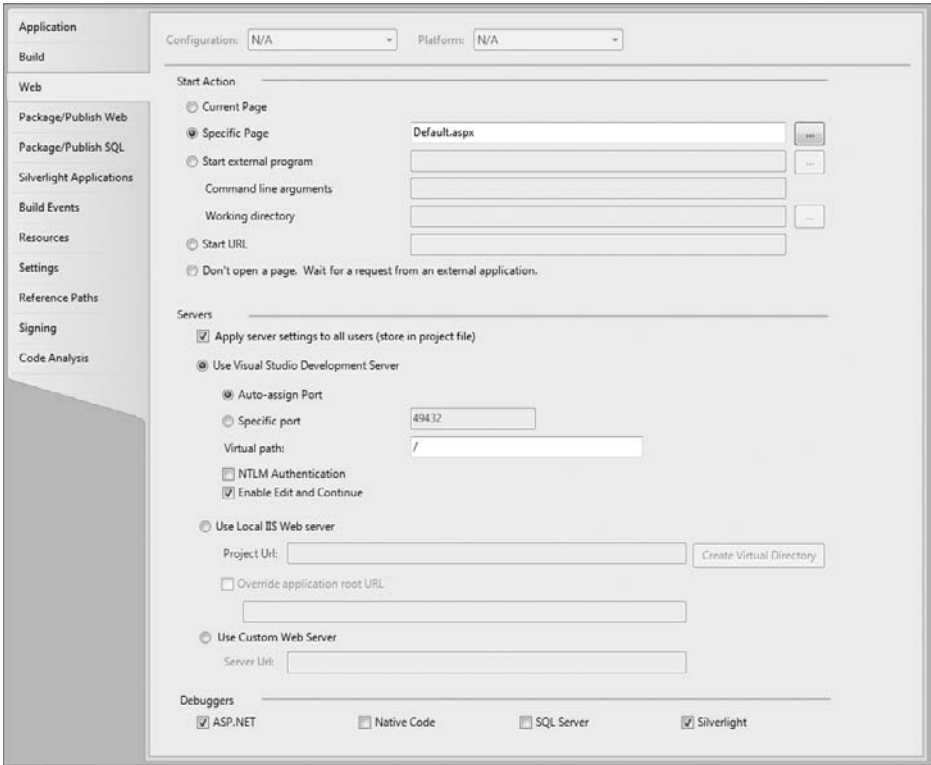 Application
Build
Web
Package/Publish Web
Package/Publish SQL
Silverlight Applications
Build Events
Resources
Settings
Reference Paths
Signing
Code Analysis
Configuration: N/A Platform: N/A
Start Action
Current Page
Specific Page Default.aspx ...
Start external program ...
Command line arguments
Working directory ...
Start URL
Don't open a page. Wait for a request from an external application.
Servers
Apply server settings to all users (store in project file)
Use Visual Studio Development Server
Auto-assign Port
Specific port 49432
Virtual path: /
NTLM Authentication
Enable Edit and Continue
Use Local IIS Web server
Project Url: Create Virtual Directory
Override application root URL
Use Custom Web Server
Server Url:
Debuggers
ASP.NET Native Code SQL Server Silverlight